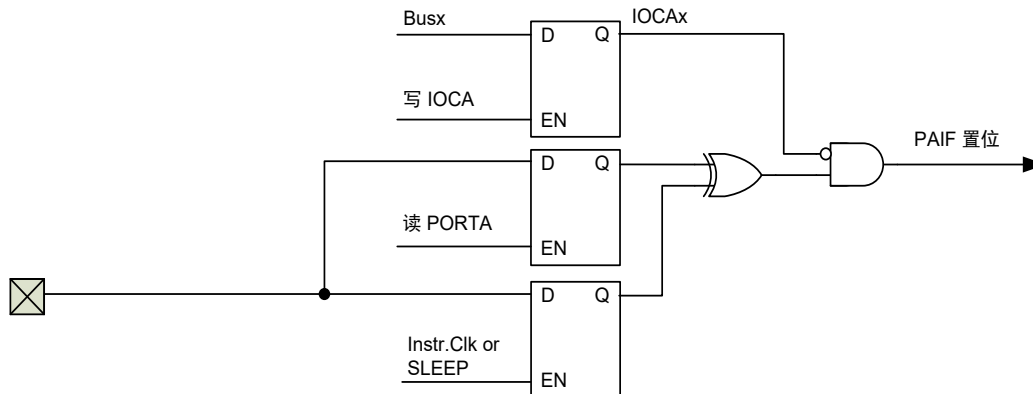 Busx
IOCAx
D Q
写 IOCA
EN
PAIF 置位
D Q
读 PORTA
EN
D Q
Instr.Clk or
SLEEP
EN